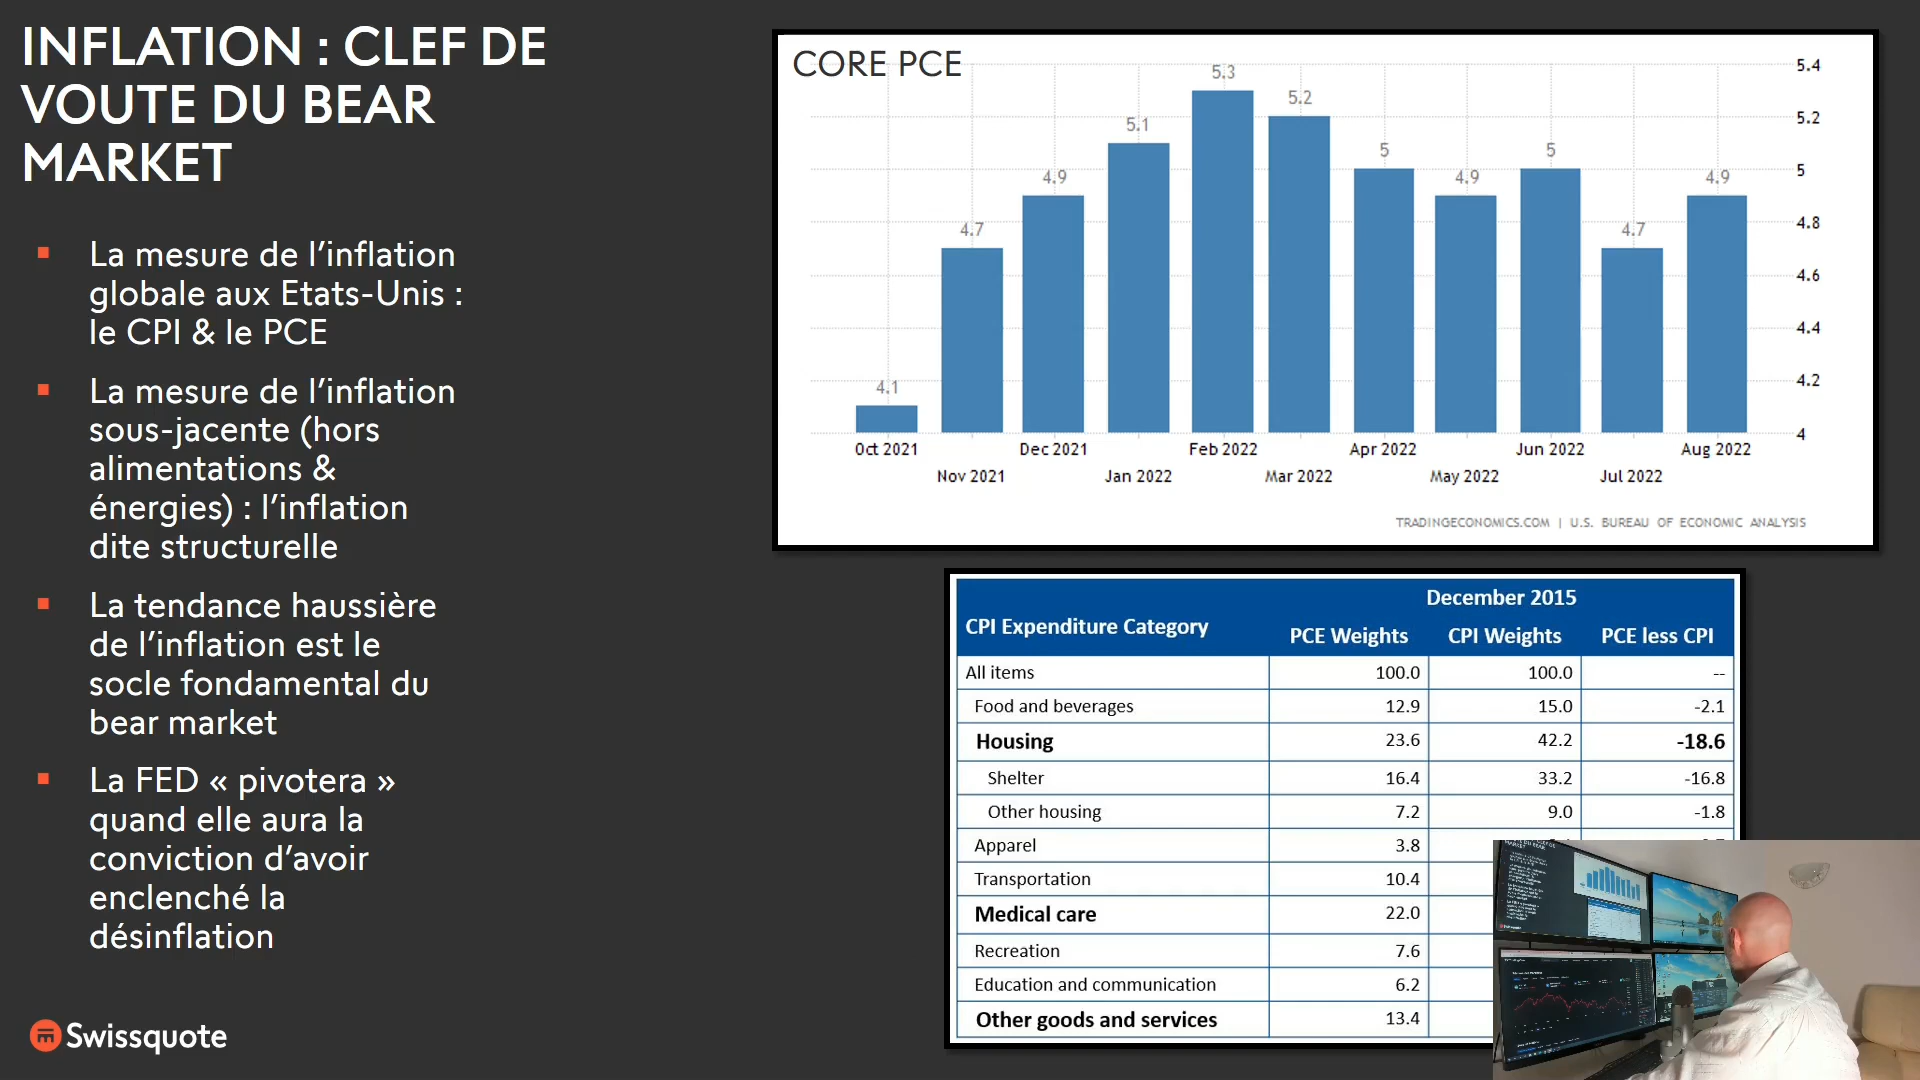 INFLATION : CLEF DE
VOUTE DU BEAR
MARKET
La mesure de l’inflation
globale aux Etats-Unis :
le CPI & le PCE
La mesure de l’inflation
sous-jacente (hors
alimentations &
énergies) : l’inflation
dite structurelle
La tendance haussière
de l’inflation est le
socle fondamental du
bear market
La FED « pivotera »
quand elle aura la
conviction d’avoir
enclenché la
désinflation
Swissquote
CORE PCE
4.1
4.7
4.9
5.1
5.3
5.2
5
4.9
5
4.7
4.9
5.4
5.2
5
4.8
4.6
4.4
4.2
4
Oct 2021
Nov 2021
Dec 2021
Jan 2022
Feb 2022
Mar 2022
Apr 2022
May 2022
Jun 2022
Jul 2022
Aug 2022
TRADINGECONOMICS.COM | U.S. BUREAU OF ECONOMIC ANALYSIS
December 2015
CPI Expenditure Category PCE Weights CPI Weights PCE less CPI
All items 100.0 100.0 --
Food and beverages 12.9 15.0 -2.1
Housing 23.6 42.2 -18.6
Shelter 16.4 33.2 -16.8
Other housing 7.2 9.0 -1.8
Apparel 3.8
Transportation 10.4
Medical care 22.0
Recreation 7.6
Education and communication 6.2
Other goods and services 13.4